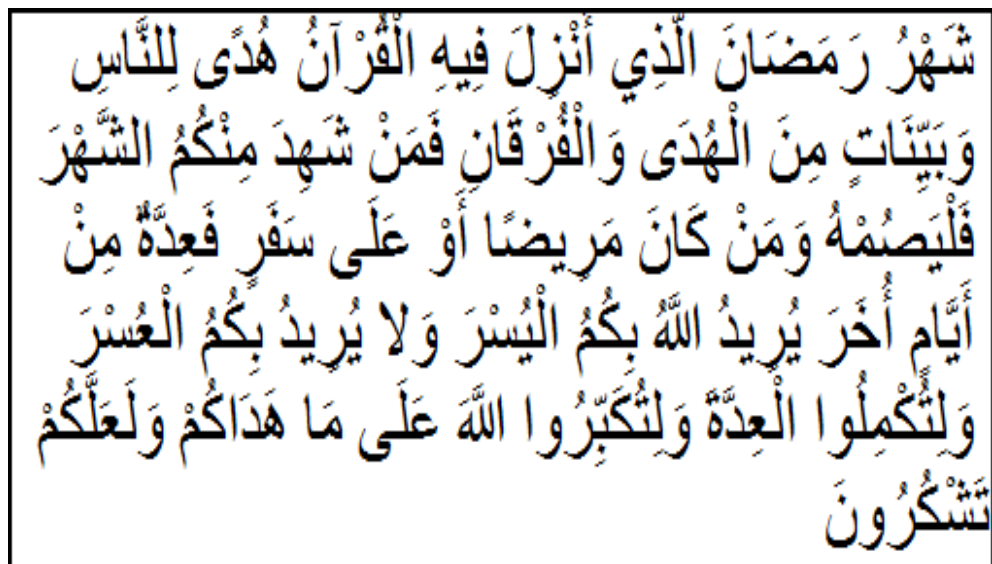 شَهْرُ رَمَضَانَ الَّذِي أُنْزِلَ فِيهِ الْقُرْآنُ هُدًى لِلنَّاسِ
وَبَيِّنَاتٍ مِنَ الْهُدَى وَالْفُرْقَانِ فَمَنْ شَهِدَ مِنْكُمُ الشَّهْرَ
فَلْيَصُمْهُ وَمَنْ كَانَ مَرِيضًا أَوْ عَلَى سَفَرٍ فَعِدَّةٌ مِنْ
أَيَّامٍ أُخَرَ يُرِيدُ اللَّهُ بِكُمُ الْيُسْرَ وَلا يُرِيدُ بِكُمُ الْعُسْرَ
وَلِتُكْمِلُوا الْعِدَّةَ وَلِتُكَبِّرُوا اللَّهَ عَلَى مَا هَدَاكُمْ وَلَعَلَّكُمْ
تَشْكُرُونَ